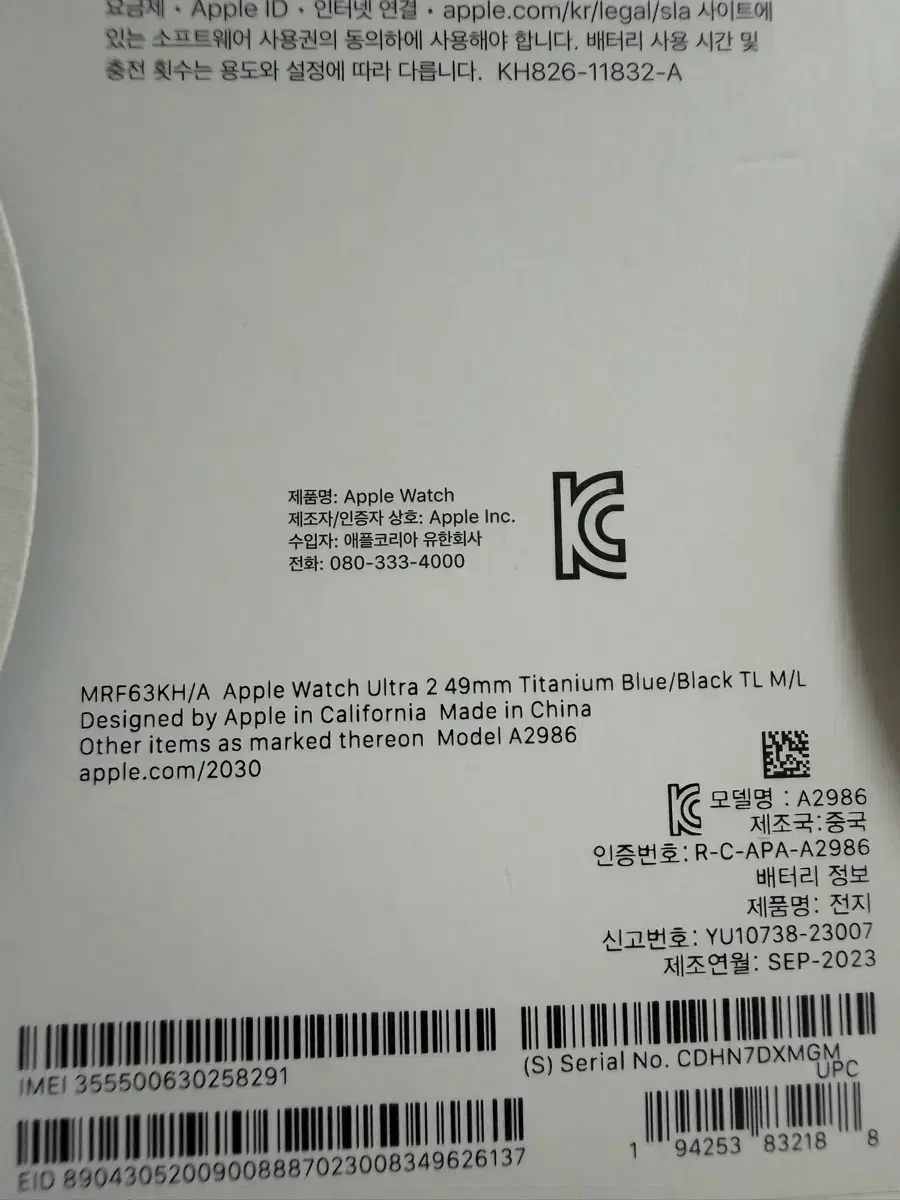 요금제 · Apple ID · 인터넷 연결 · apple.com/kr/legal/sla 사이트에
있는 소프트웨어 사용권의 동의하에 사용해야 합니다. 배터리 사용 시간 및
충전 횟수는 용도와 설정에 따라 다릅니다. KH826-11832-A
제품명: Apple Watch
제조자/인증자 상호: Apple Inc.
수입자: 애플코리아 유한회사
전화: 080-333-4000
MRF63KH/A Apple Watch Ultra 2 49mm Titanium Blue/Black TL M/L
Designed by Apple in California Made in China
Other items as marked thereon Model A2986
apple.com/2030
모델명 : A2986
제조국:중국
인증번호: R-C-APA-A2986
배터리 정보
제품명: 전지
신고번호: YU10738-23007
제조연월: SEP-2023
IMEI 355500630258291
(S) Serial No. CDHN7DXMGM
UPC
EID 89043052009008887023008349626137
1 94253 83218 8